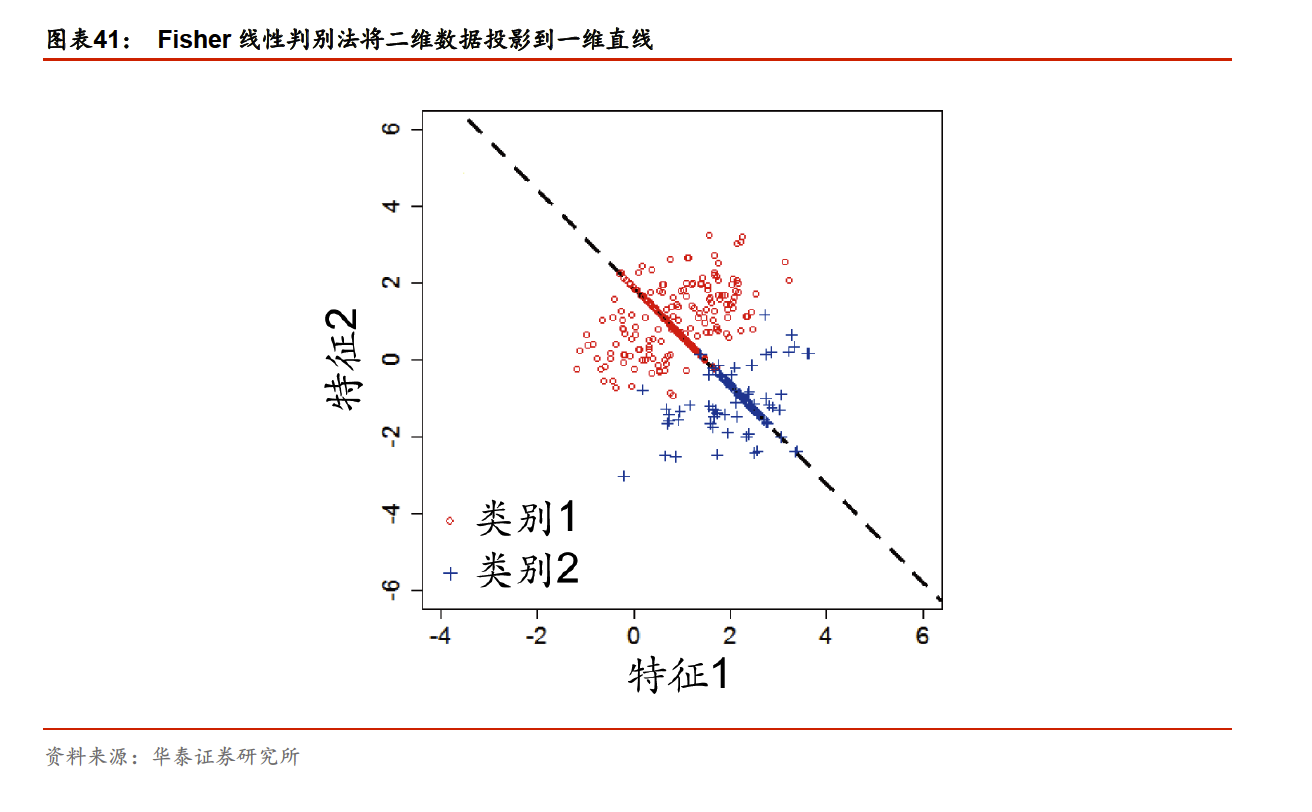 图表41： Fisher 线性判别法将二维数据投影到一维直线
6
4
2
0
-2
-4
-6
特征2
类别1
类别2
-4 -2 0 2 4 6
特征1
资料来源：华泰证券研究所